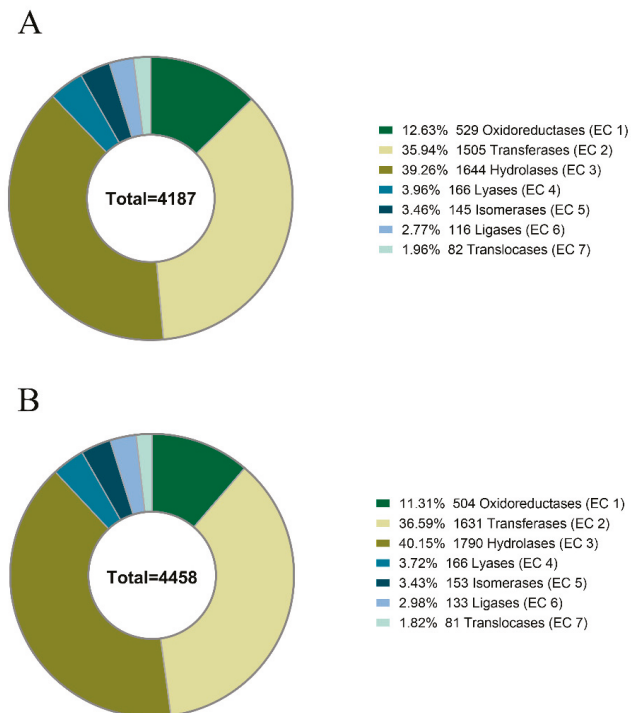 A
Total=4187
12.63% 529 Oxidoreductases (EC 1)
35.94% 1505 Transferases (EC 2)
39.26% 1644 Hydrolases (EC 3)
3.96% 166 Lyases (EC 4)
3.46% 145 Isomerases (EC 5)
2.77% 116 Ligases (EC 6)
1.96% 82 Translocases (EC 7)
B
Total=4458
11.31% 504 Oxidoreductases (EC 1)
36.59% 1631 Transferases (EC 2)
40.15% 1790 Hydrolases (EC 3)
3.72% 166 Lyases (EC 4)
3.43% 153 Isomerases (EC 5)
2.98% 133 Ligases (EC 6)
1.82% 81 Translocases (EC 7)